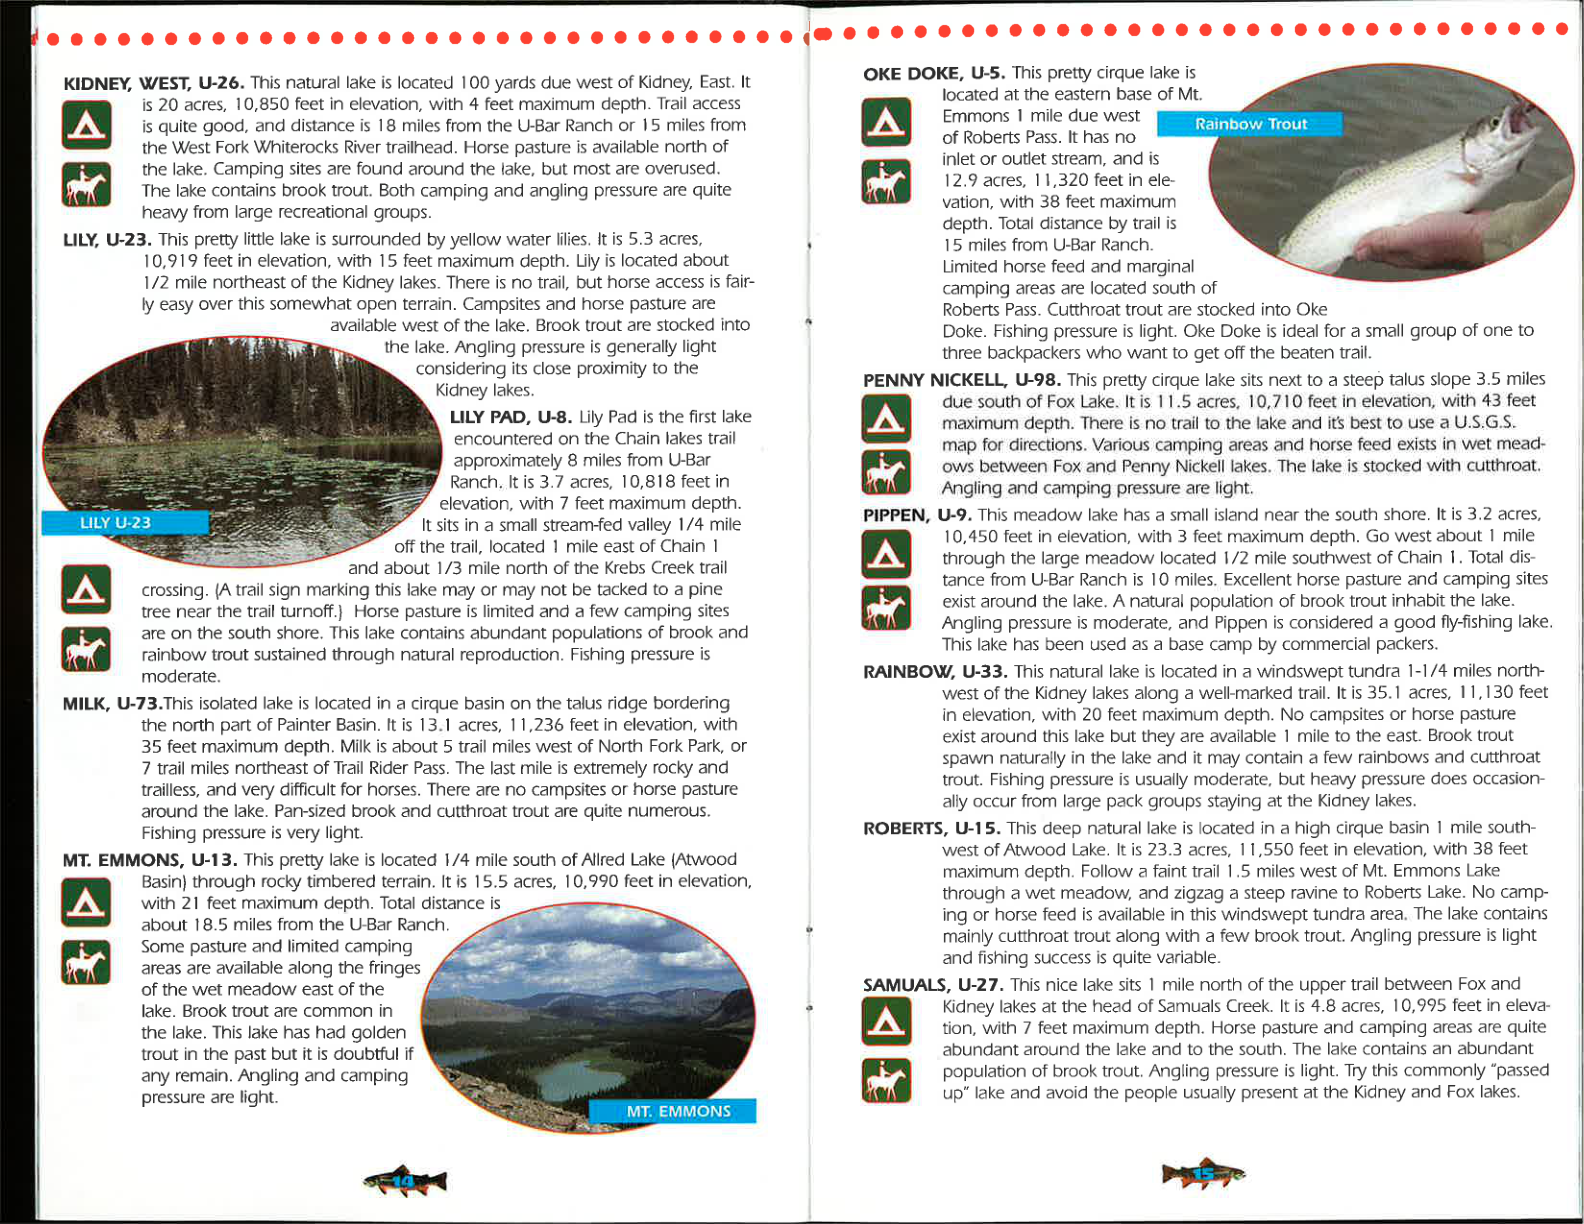 KIDNEY, WEST, U-26. This natural lake is located 100 yards due west of Kidney, East. It
is 20 acres, 10,850 feet in elevation, with 4 feet maximum depth. Trail access
is quite good, and distance is 18 miles from the U-Bar Ranch or 15 miles from
the West Fork Whiterocks River trailhead. Horse pasture is available north of
the lake. Camping sites are found around the lake, but most are overused.
The lake contains brook trout. Both camping and angling pressure are quite
heavy from large recreational groups.
LILY, U-23. This pretty little lake is surrounded by yellow water lilies. It is 5.3 acres,
10,919 feet in elevation, with 15 feet maximum depth. Lily is located about
1/2 mile northeast of the Kidney lakes. There is no trail, but horse access is fair-
ly easy over this somewhat open terrain. Campsites and horse pasture are
available west of the lake. Brook trout are stocked into
the lake. Angling pressure is generally light
considering its close proximity to the
Kidney lakes.
LILY U-23
LILY PAD, U-8. Lily Pad is the first lake
encountered on the Chain lakes trail
approximately 8 miles from U-Bar
Ranch. It is 3.7 acres, 10,818 feet in
elevation, with 7 feet maximum depth.
It sits in a small stream-fed valley 1/4 mile
off the trail, located 1 mile east of Chain 1
and about 1/3 mile north of the Krebs Creek trail
crossing. (A trail sign marking this lake may or may not be tacked to a pine
tree near the trail turnoff.) Horse pasture is limited and a few camping sites
are on the south shore. This lake contains abundant populations of brook and
rainbow trout sustained through natural reproduction. Fishing pressure is
moderate.
MILK, U-73.This isolated lake is located in a cirque basin on the talus ridge bordering
the north part of Painter Basin. It is 13.1 acres, 11,236 feet in elevation, with
35 feet maximum depth. Milk is about 5 trail miles west of North Fork Park, or
7 trail miles northeast of Trail Rider Pass. The last mile is extremely rocky and
trailless, and very difficult for horses. There are no campsites or horse pasture
around the lake. Pan-sized brook and cutthroat trout are quite numerous.
Fishing pressure is very light.
MT. EMMONS, U-13. This pretty lake is located 1/4 mile south of Allred Lake (Atwood
Basin) through rocky timbered terrain. It is 15.5 acres, 10,990 feet in elevation,
with 21 feet maximum depth. Total distance is
about 18.5 miles from the U-Bar Ranch.
Some pasture and limited camping
areas are available along the fringes
of the wet meadow east of the
lake. Brook trout are common in
the lake. This lake has had golden
trout in the past but it is doubtful if
any remain. Angling and camping
pressure are light.
MT. EMMONS
14
OKE DOKE, U-5. This pretty cirque lake is
located at the eastern base of Mt.
Emmons 1 mile due west
of Roberts Pass. It has no
inlet or outlet stream, and is
12.9 acres, 11,320 feet in ele-
vation, with 38 feet maximum
depth. Total distance by trail is
15 miles from U-Bar Ranch.
Limited horse feed and marginal
camping areas are located south of
Roberts Pass. Cutthroat trout are stocked into Oke
Doke. Fishing pressure is light. Oke Doke is ideal for a small group of one to
three backpackers who want to get off the beaten trail.
Rainbow Trout
PENNY NICKELL, U-98. This pretty cirque lake sits next to a steep talus slope 3.5 miles
due south of Fox Lake. It is 11.5 acres, 10,710 feet in elevation, with 43 feet
maximum depth. There is no trail to the lake and it's best to use a U.S.G.S.
map for directions. Various camping areas and horse feed exists in wet mead-
ows between Fox and Penny Nickell lakes. The lake is stocked with cutthroat.
Angling and camping pressure are light.
PIPPEN, U-9. This meadow lake has a small island near the south shore. It is 3.2 acres,
10,450 feet in elevation, with 3 feet maximum depth. Go west about 1 mile
through the large meadow located 1/2 mile southwest of Chain 1. Total dis-
tance from U-Bar Ranch is 10 miles. Excellent horse pasture and camping sites
exist around the lake. A natural population of brook trout inhabit the lake.
Angling pressure is moderate, and Pippen is considered a good fly-fishing lake.
This lake has been used as a base camp by commercial packers.
RAINBOW, U-33. This natural lake is located in a windswept tundra 1-1/4 miles north-
west of the Kidney lakes along a well-marked trail. It is 35.1 acres, 11,130 feet
in elevation, with 20 feet maximum depth. No campsites or horse pasture
exist around this lake but they are available 1 mile to the east. Brook trout
spawn naturally in the lake and it may contain a few rainbows and cutthroat
trout. Fishing pressure is usually moderate, but heavy pressure does occasion-
ally occur from large pack groups staying at the Kidney lakes.
ROBERTS, U-15. This deep natural lake is located in a high cirque basin 1 mile south-
west of Atwood Lake. It is 23.3 acres, 11,550 feet in elevation, with 38 feet
maximum depth. Follow a faint trail 1.5 miles west of Mt. Emmons Lake
through a wet meadow, and zigzag a steep ravine to Roberts Lake. No camp-
ing or horse feed is available in this windswept tundra area. The lake contains
mainly cutthroat trout along with a few brook trout. Angling pressure is light
and fishing success is quite variable.
SAMUALS, U-27. This nice lake sits 1 mile north of the upper trail between Fox and
Kidney lakes at the head of Samuals Creek. It is 4.8 acres, 10,995 feet in eleva-
tion, with 7 feet maximum depth. Horse pasture and camping areas are quite
abundant around the lake and to the south. The lake contains an abundant
population of brook trout. Angling pressure is light. Try this commonly "passed
up" lake and avoid the people usually present at the Kidney and Fox lakes.
15